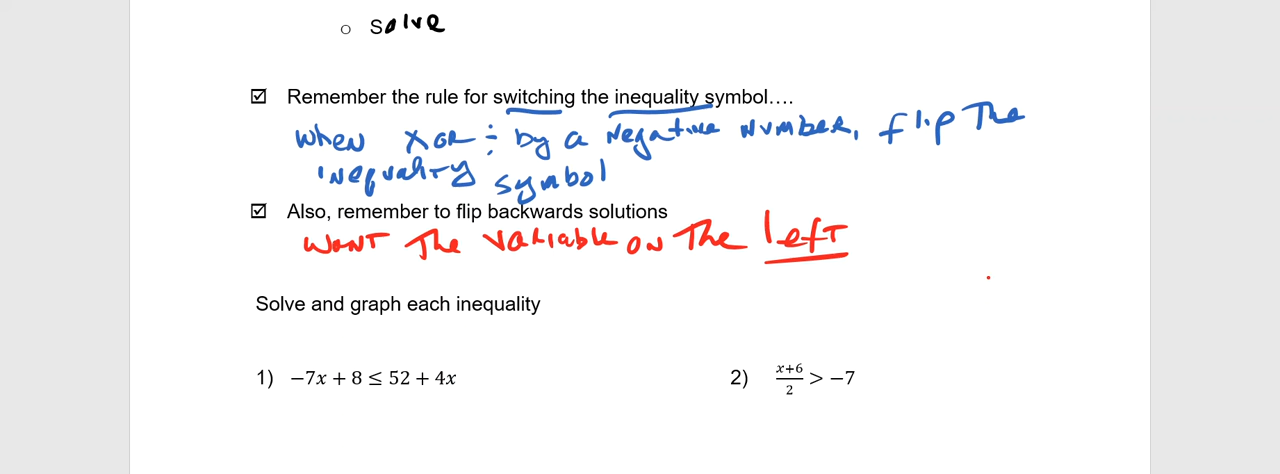 ○ Solve
☑ Remember the rule for switching the inequality symbol….
When X OR ÷ by a negative number, flip The
inequality symbol
☑ Also, remember to flip backwards solutions
WANT The variable on The left
Solve and graph each inequality
1) −7x + 8 ≤ 52 + 4x 2) (x+6)/2 > −7